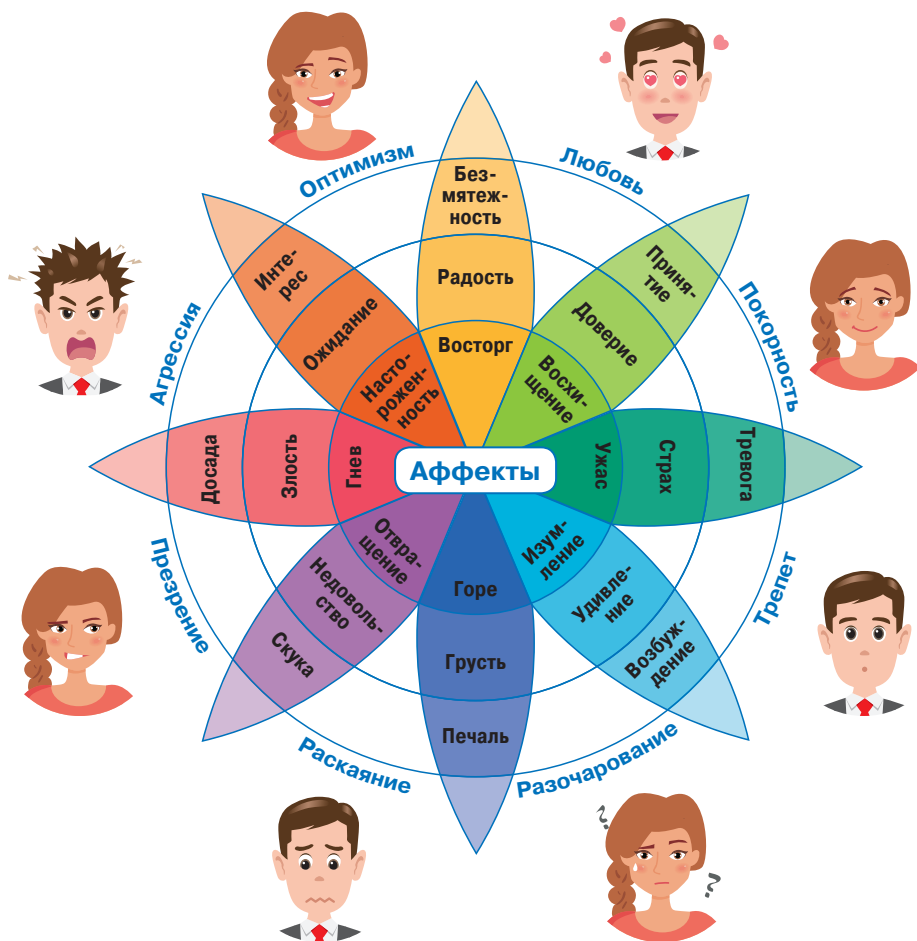 Оптимизм
Любовь
Без-
мятеж-
ность
Инте-
рес
Приня-
тие
Агрессия
Покорность
Радость
Ожидание
Доверие
Восторг
Насто-
рожен-
ность
Восхи-
щение
Досада
Злость
Гнев
Аффекты
Ужас
Страх
Тревога
Отвра-
щение
Изум-
ление
Презрение
Недоволь-
ство
Горе
Удивле-
ние
Трепет
Скука
Грусть
Возбуж-
дение
Печаль
Раскаяние
Разочарование
?
?